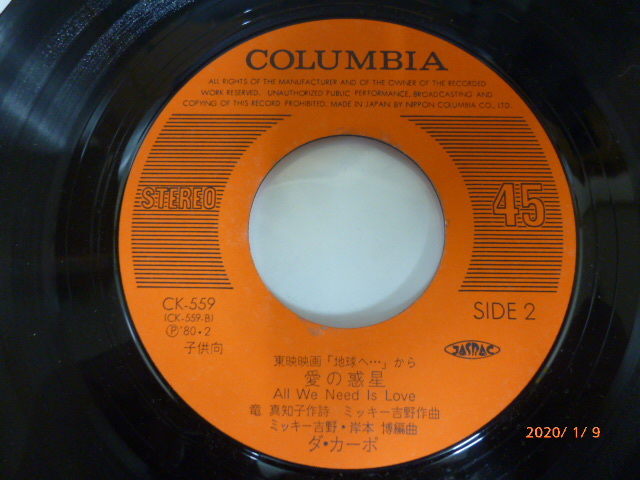 COLUMBIA
ALL RIGHTS OF THE MANUFACTURER AND OF THE OWNER OF THE RECORDED
WORK RESERVED. UNAUTHORIZED PUBLIC PERFORMANCE, BROADCASTING AND
COPYING OF THIS RECORD PROHIBITED. MADE IN JAPAN BY NIPPON COLUMBIA CO., LTD.
STEREO
45
CK-559
(CK-559-B)
Ⓟ'80・2
子供向
SIDE 2
JASRAC
東映映画「地球へ…」から
愛の惑星
All We Need Is Love
竜 真知子作詩 ミッキー吉野作曲
ミッキー吉野・岸本 博編曲
ダ・カーポ
2020/ 1/ 9